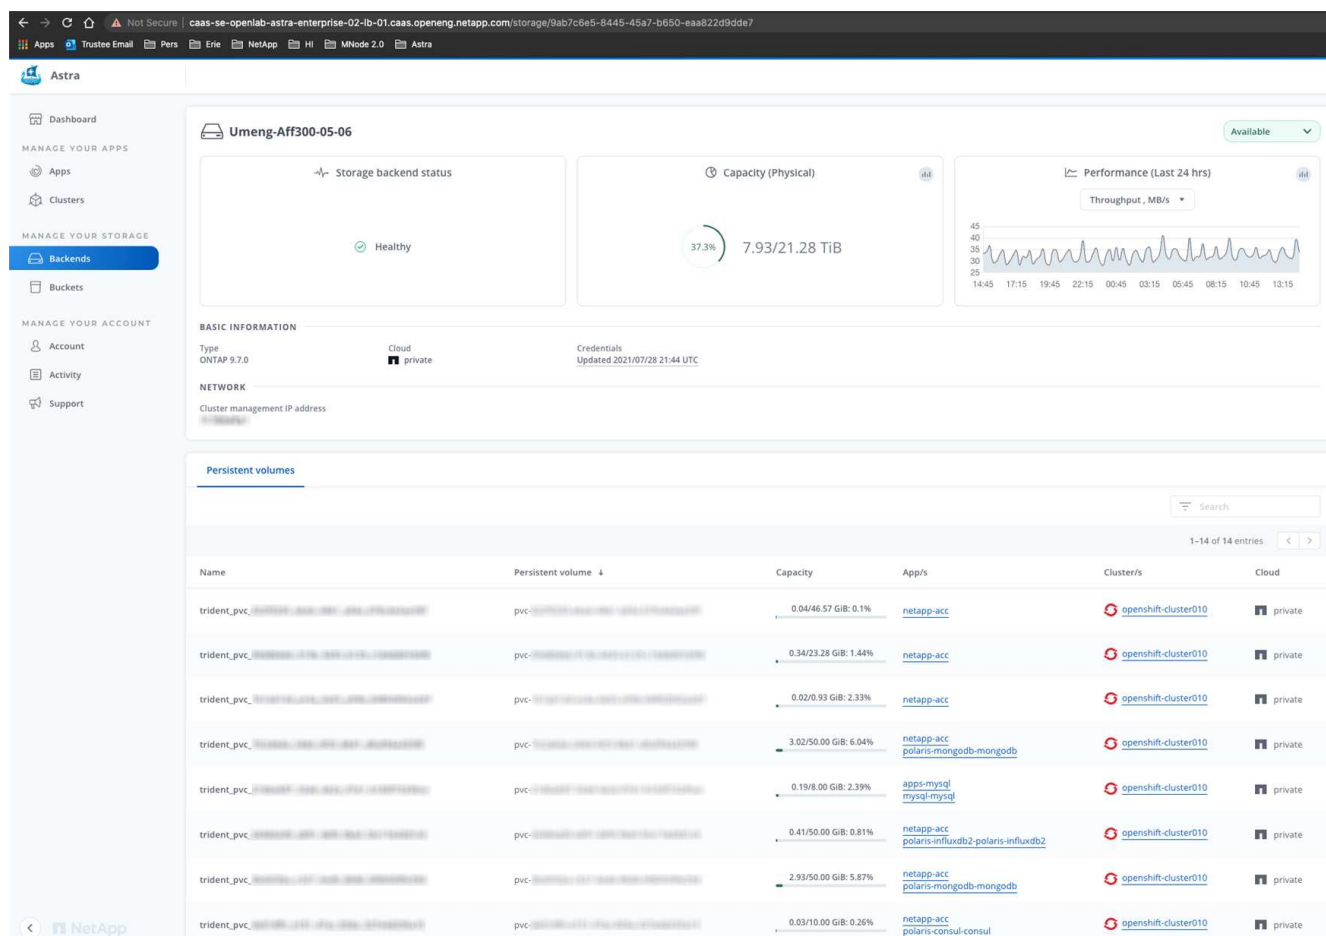 Not Secure | caas-se-openlab-astra-enterprise-02-lb-01.caas.openeng.netapp.com/storage/9ab7c6e5-8445-45a7-b650-eaa822d9dde7
Apps Trustee Email Pers Erie NetApp HI MNode 2.0 Astra
Astra
Dashboard
MANAGE YOUR APPS
Apps
Clusters
MANAGE YOUR STORAGE
Backends
Buckets
MANAGE YOUR ACCOUNT
Account
Activity
Support
NetApp
Umeng-Aff300-05-06
Available
Storage backend status
Healthy
Capacity (Physical)
37.3%
7.93/21.28 TiB
Performance (Last 24 hrs)
Throughput , MB/s
45
40
35
30
25
14:45 17:15 19:45 22:15 00:45 03:15 05:45 08:15 10:45 13:15
BASIC INFORMATION
Type Cloud Credentials
ONTAP 9.7.0 private Updated 2021/07/28 21:44 UTC
NETWORK
Cluster management IP address
Persistent volumes
Search
1–14 of 14 entries
Name Persistent volume Capacity App/s Cluster/s Cloud
trident_pvc_ pvc- 0.04/46.57 GiB: 0.1% netapp-acc openshift-cluster010 private
trident_pvc_ pvc- 0.34/23.28 GiB: 1.44% netapp-acc openshift-cluster010 private
trident_pvc_ pvc- 0.02/0.93 GiB: 2.33% netapp-acc openshift-cluster010 private
trident_pvc_ pvc- 3.02/50.00 GiB: 6.04% netapp-acc openshift-cluster010 private
polaris-mongodb-mongodb
trident_pvc_ pvc- 0.19/8.00 GiB: 2.39% apps-mysql openshift-cluster010 private
mysql-mysql
trident_pvc_ pvc- 0.41/50.00 GiB: 0.81% netapp-acc openshift-cluster010 private
polaris-influxdb2-polaris-influxdb2
trident_pvc_ pvc- 2.93/50.00 GiB: 5.87% netapp-acc openshift-cluster010 private
polaris-mongodb-mongodb
trident_pvc_ pvc- 0.03/10.00 GiB: 0.26% netapp-acc openshift-cluster010 private
polaris-consul-consul